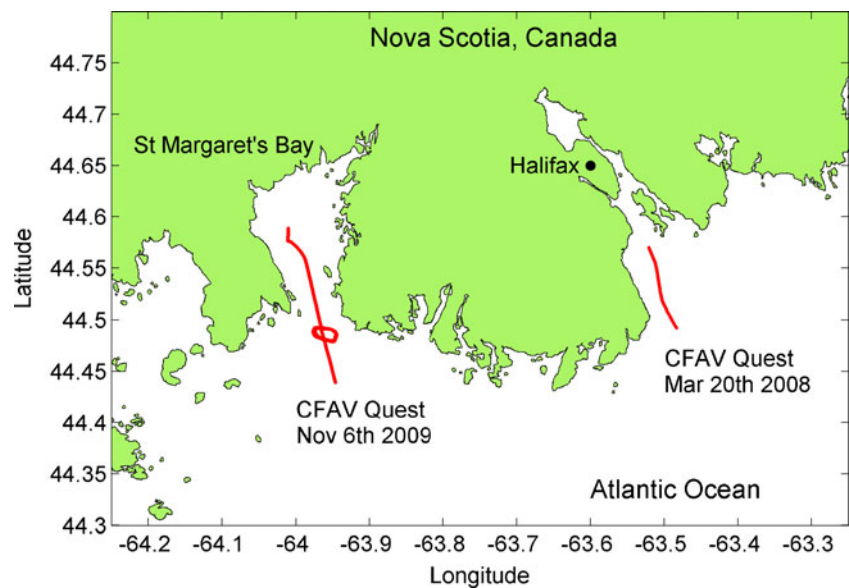 Nova Scotia, Canada
St Margaret's Bay
Halifax
CFAV Quest
Mar 20th 2008
CFAV Quest
Nov 6th 2009
Atlantic Ocean
Latitude
44.75
44.7
44.65
44.6
44.55
44.5
44.45
44.4
44.35
44.3
-64.2 -64.1 -64 -63.9 -63.8 -63.7 -63.6 -63.5 -63.4 -63.3
Longitude